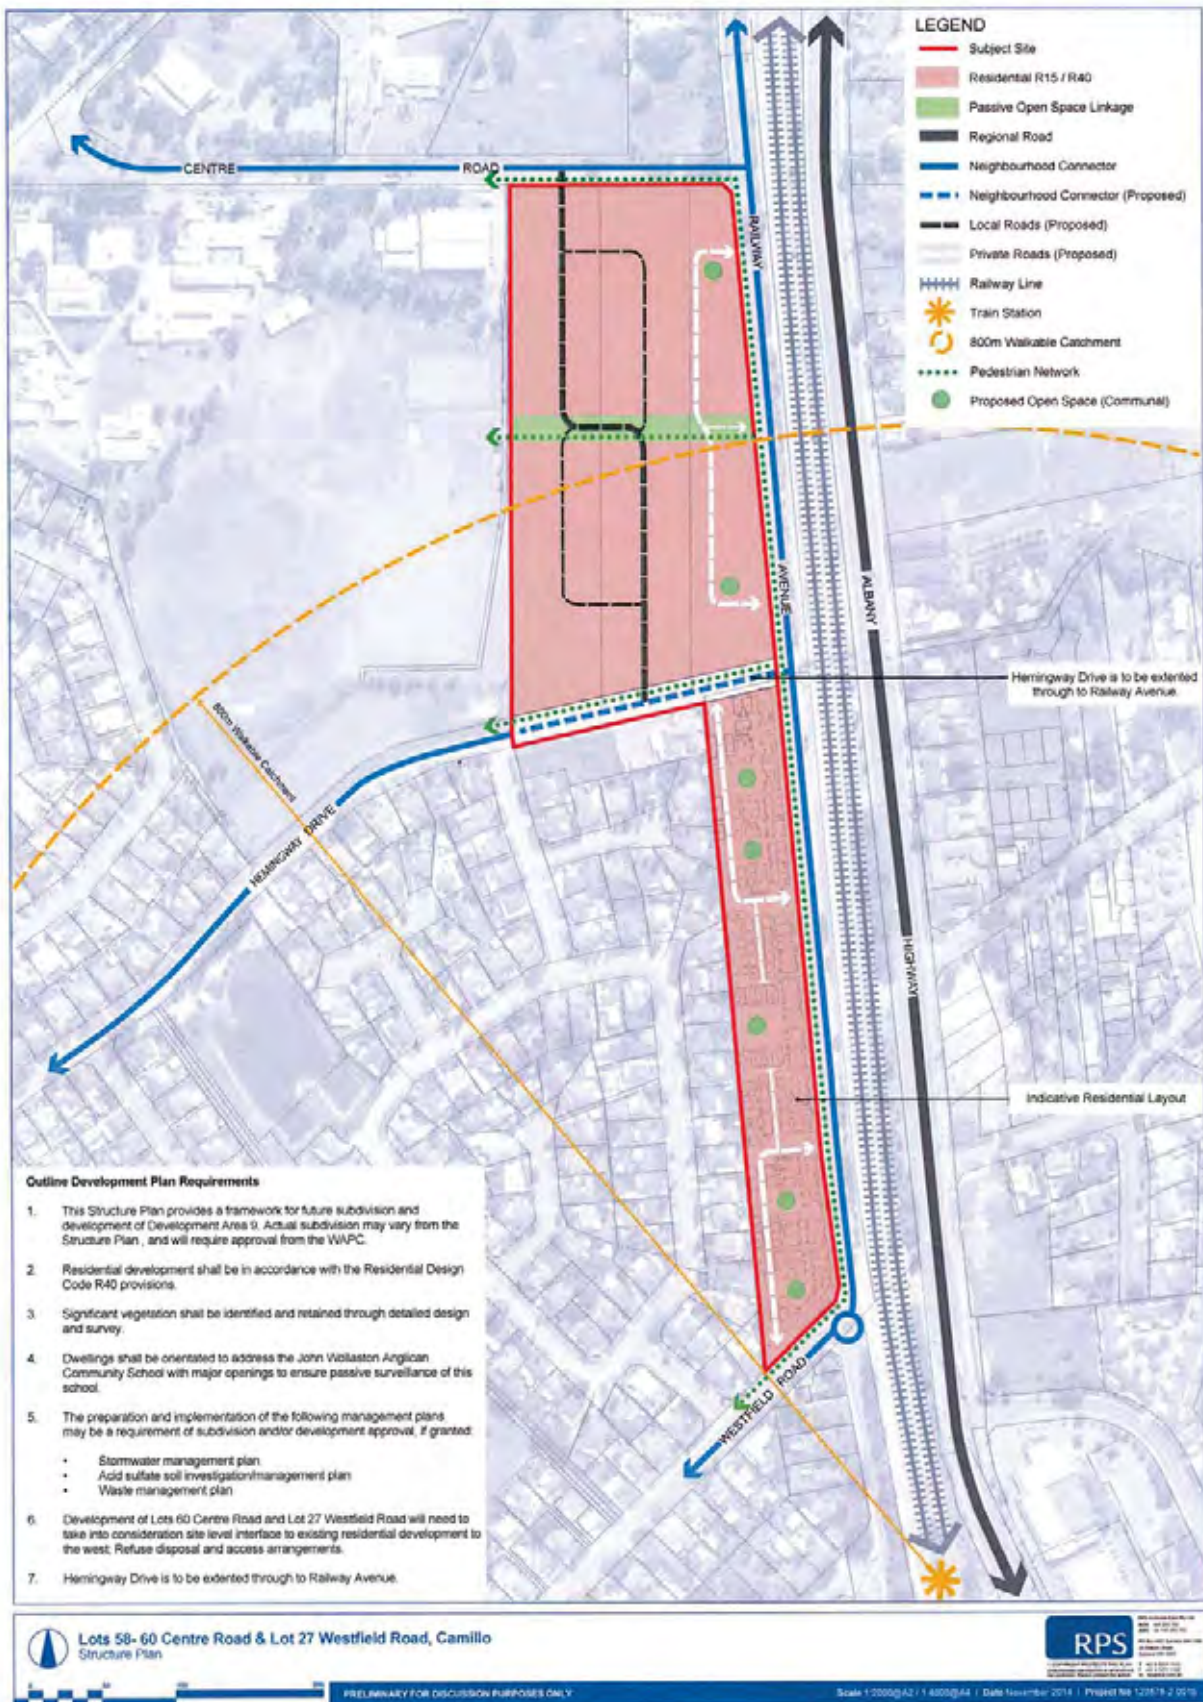 LEGEND
Subject Site
Residential R15 / R40
Passive Open Space Linkage
Regional Road
Neighbourhood Connector
Neighbourhood Connector (Proposed)
Local Roads (Proposed)
Private Roads (Proposed)
Railway Line
Train Station
800m Walkable Catchment
Pedestrian Network
Proposed Open Space (Communal)
CENTRE ROAD
RAILWAY AVENUE
ALBANY HIGHWAY
Hemingway Drive is to be extented
through to Railway Avenue.
800m Walkable Catchment
HEMINGWAY DRIVE
Indicative Residential Layout
WESTFIELD ROAD
Outline Development Plan Requirements
1. This Structure Plan provides a framework for future subdivision and
development of Development Area 9. Actual subdivision may vary from the
Structure Plan , and will require approval from the WAPC.
2. Residential development shall be in accordance with the Residential Design
Code R40 provisions.
3. Significant vegetation shall be identified and retained through detailed design
and survey.
4. Dwellings shall be orientated to address the John Wollaston Anglican
Community School with major openings to ensure passive surveillance of this
school.
5. The preparation and implementation of the following management plans
may be a requirement of subdivision and/or development approval, if granted:
• Stormwater management plan
• Acid sulfate soil investigation/management plan
• Waste management plan
6. Development of Lots 60 Centre Road and Lot 27 Westfield Road will need to
take into consideration site level interface to existing residential development to
the west; Refuse disposal and access arrangements.
7. Hemingway Drive is to be extented through to Railway Avenue.
Lots 58- 60 Centre Road & Lot 27 Westfield Road, Camillo
Structure Plan
RPS
PRELIMINARY FOR DISCUSSION PURPOSES ONLY
Scale 1:2000@A2 / 1:4000@A4 | Date November 2014 | Project No